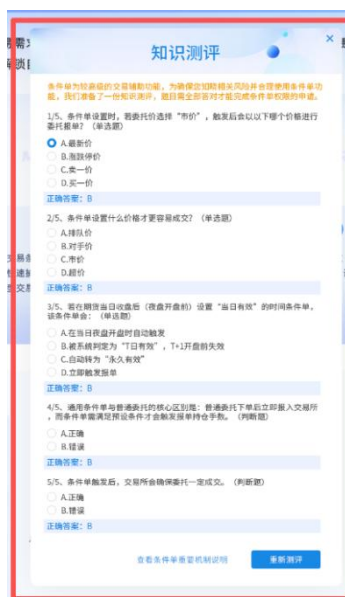 知识测评
条件单为较高级的交易辅助功能，为确保您知晓相关风险并合理使用条件单功
能，我们准备了一份知识测评，题目需全部答对才能完成条件单权限的申请。
1/5、条件单设置时，若委托价选择“市价”，触发后会以以下哪个价格进行
委托报单？（单选题）
A.最新价
B.涨跌停价
C.卖一价
D.买一价
正确答案：B
2/5、条件单设置什么价格才更容易成交？（单选题）
A.排队价
B.对手价
C.市价
D.超价
正确答案：B
3/5、若在期货当日收盘后（夜盘开盘前）设置“当日有效”的时间条件单，
该条件单会：（单选题）
A.在当日夜盘开盘时自动触发
B.被系统判定为“T日有效”，T+1开盘前失效
C.自动转为“永久有效”
D.立即触发报单
正确答案：B
4/5、通用条件单与普通委托的核心区别是：普通委托下单后立即报入交易所
，而条件单需满足预设条件才会触发报单持仓手数。（判断题）
A.正确
B.错误
正确答案：B
5/5、条件单触发后，交易所会确保委托一定成交。（判断题）
A.正确
B.错误
正确答案：B
查看条件单重要机制说明
重新测评